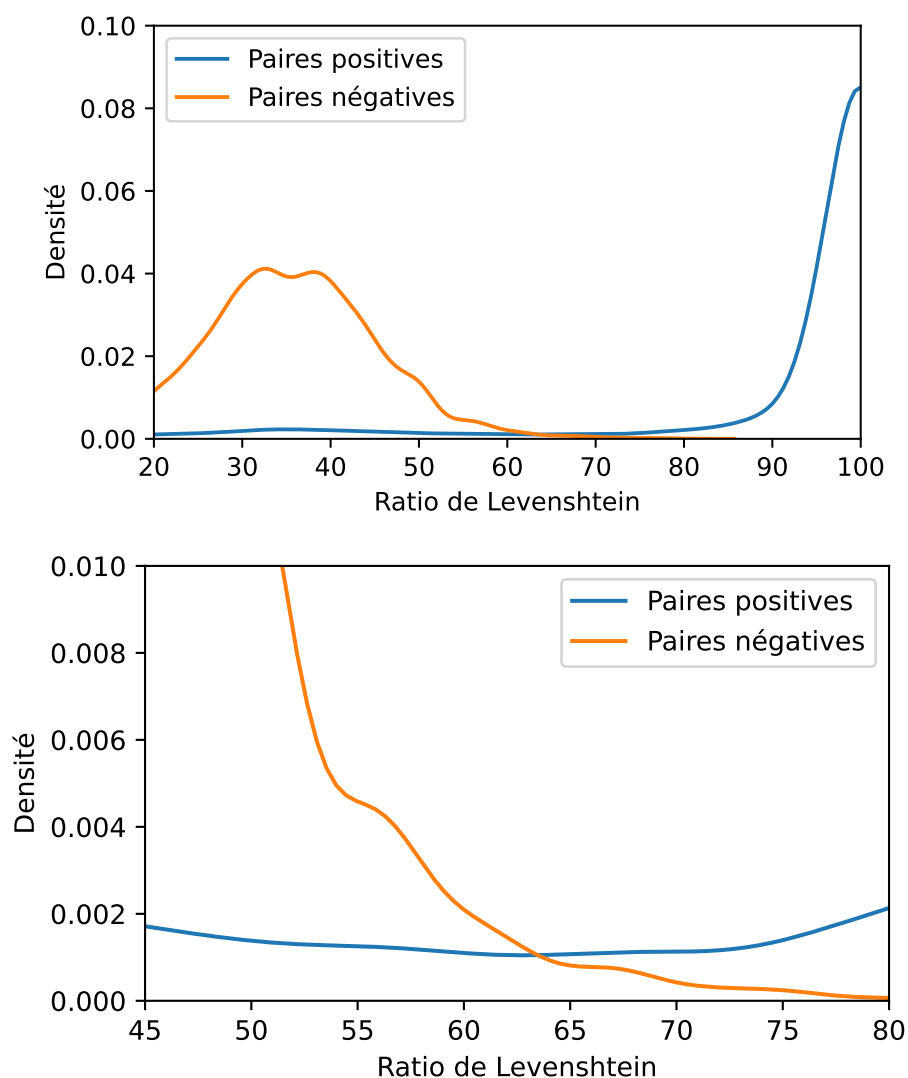 0.10
0.08
0.06
0.04
0.02
0.00
Densité
Paires positives
Paires négatives
20 30 40 50 60 70 80 90 100
Ratio de Levenshtein
0.010
0.008
0.006
0.004
0.002
0.000
Densité
Paires positives
Paires négatives
45 50 55 60 65 70 75 80
Ratio de Levenshtein